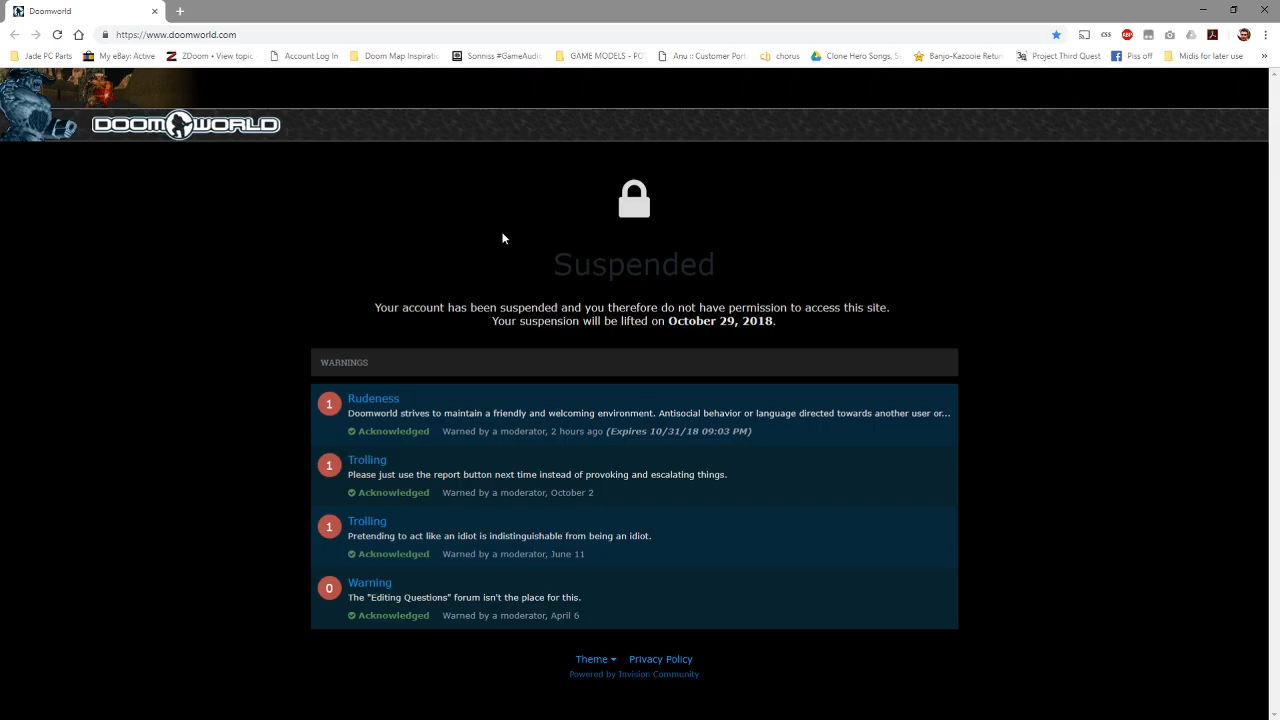 Doomworld
https://www.doomworld.com
CSS
ABP
Jade PC Parts
My eBay: Active
ZDoom • View topic
Account Log In
Doom Map Inspiratio
Sonniss #GameAudio
GAME MODELS - PC
Anu :: Customer Port
chorus
Clone Hero Songs, Se
Banjo-Kazooie Retur
Project Third Quest
Piss off
Midis for later use
DOOMWORLD
Suspended
Your account has been suspended and you therefore do not have permission to access this site.
Your suspension will be lifted on October 29, 2018.
WARNINGS
1
Rudeness
Doomworld strives to maintain a friendly and welcoming environment. Antisocial behavior or language directed towards another user or...
Acknowledged Warned by a moderator, 2 hours ago (Expires 10/31/18 09:03 PM)
1
Trolling
Please just use the report button next time instead of provoking and escalating things.
Acknowledged Warned by a moderator, October 2
1
Trolling
Pretending to act like an idiot is indistinguishable from being an idiot.
Acknowledged Warned by a moderator, June 11
0
Warning
The "Editing Questions" forum isn't the place for this.
Acknowledged Warned by a moderator, April 6
Theme Privacy Policy
Powered by Invision Community